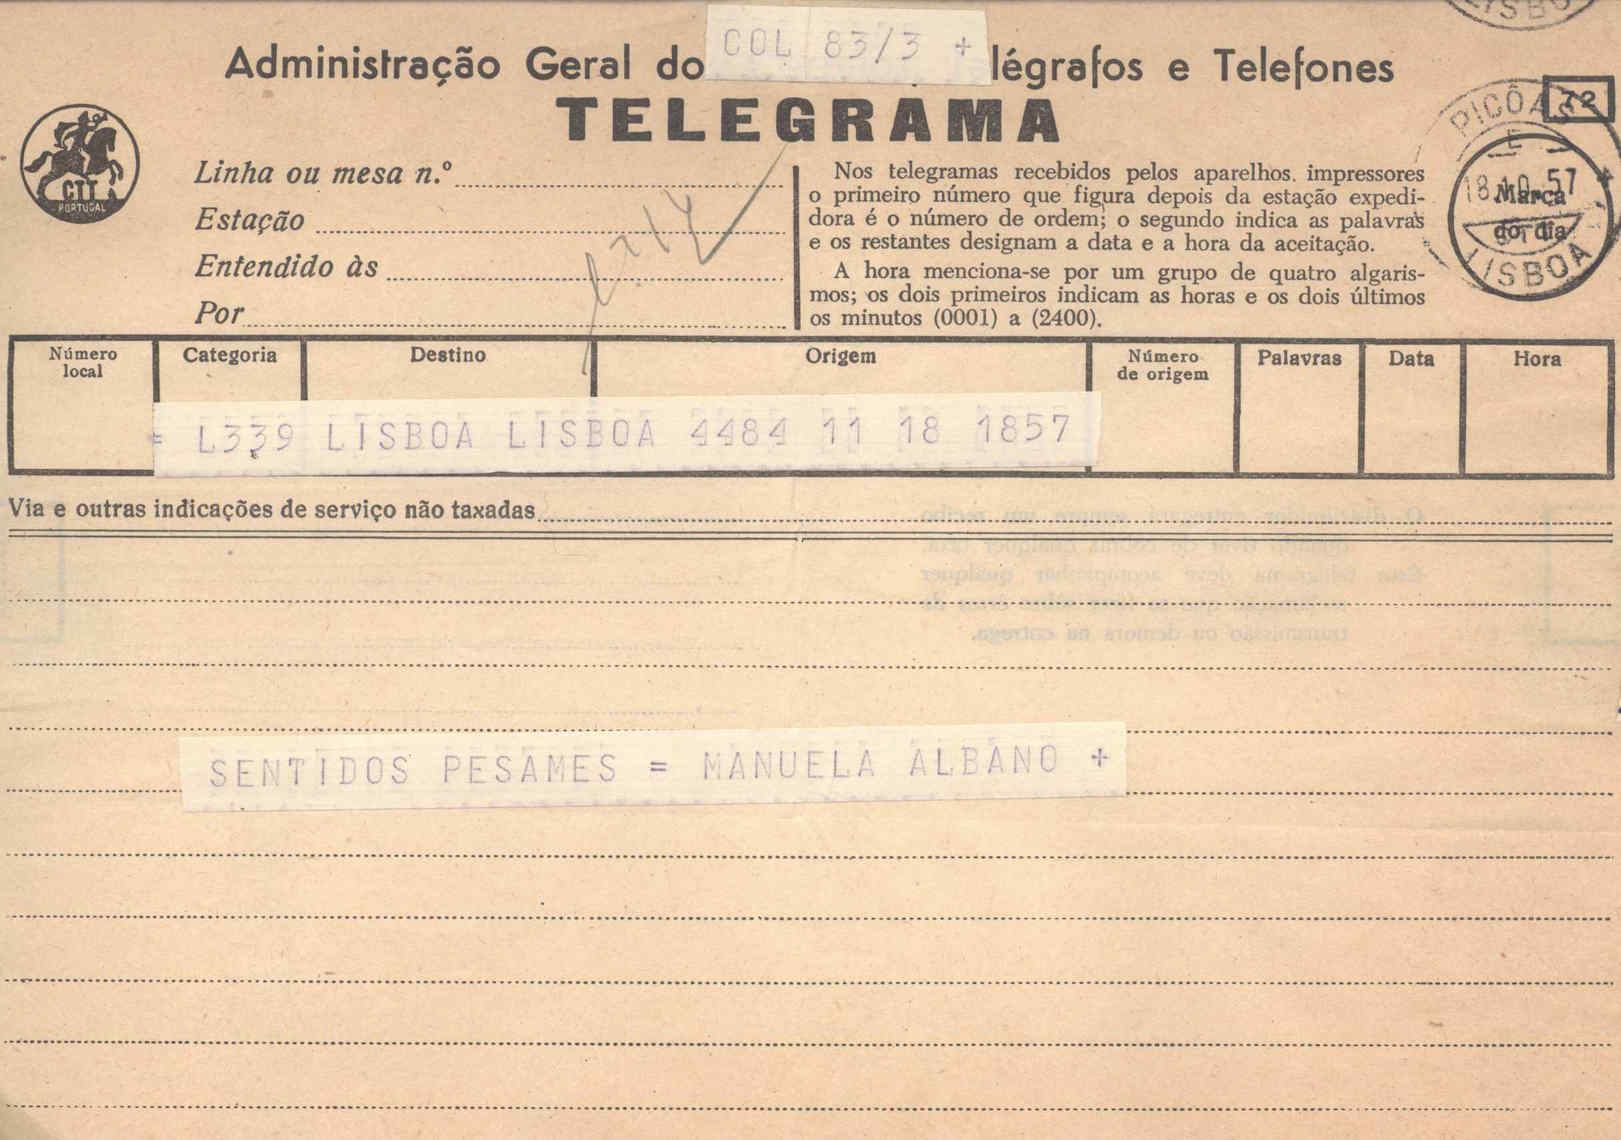 LISBO
COL 83/3 +
Administração Geral do légrafos e Telefones
TELEGRAMA
72
CTT
PORTUGAL
PICÔAS
E
18.10.57
Marca
do dia
LISBOA
Linha ou mesa n.º
Estação
Entendido às
Por
Nos telegramas recebidos pelos aparelhos. impressores
o primeiro número que figura depois da estação expedi-
dora é o número de ordem; o segundo indica as palavras
e os restantes designam a data e a hora da aceitação.
A hora menciona-se por um grupo de quatro algaris-
mos; os dois primeiros indicam as horas e os dois últimos
os minutos (0001) a (2400).
Número
local
Categoria
Destino
Origem
Número
de origem
Palavras
Data
Hora
= L339 LISBOA LISBOA 4484 11 18 1857
Via e outras indicações de serviço não taxadas
SENTIDOS PESAMES = MANUELA ALBANO +